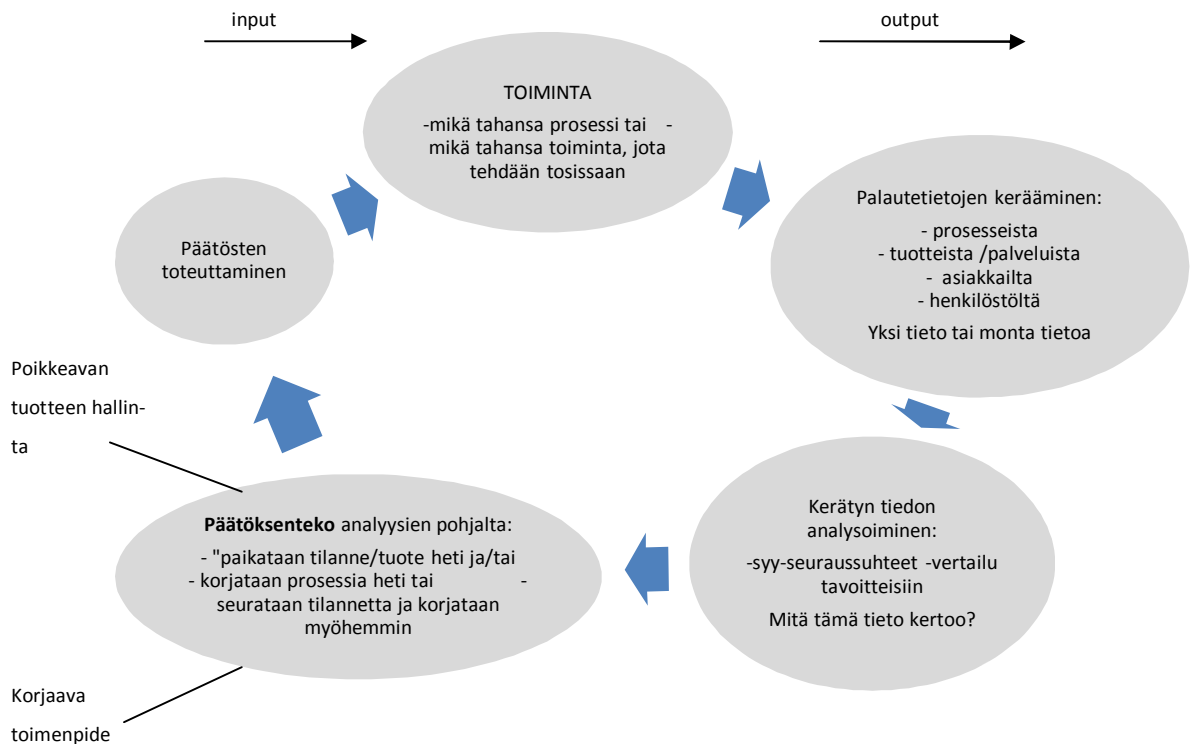 input
output
TOIMINTA
-mikä tahansa prosessi tai -
mikä tahansa toiminta, jota
tehdään tosissaan
Palautetietojen kerääminen:
- prosesseista
- tuotteista /palveluista
- asiakkailta
- henkilöstöltä
Yksi tieto tai monta tietoa
Kerätyn tiedon
analysoiminen:
-syy-seuraussuhteet -vertailu
tavoitteisiin
Mitä tämä tieto kertoo?
Päätöksenteko analyysien pohjalta:
- "paikataan tilanne/tuote heti ja/tai
- korjataan prosessia heti tai -
seurataan tilannetta ja korjataan
myöhemmin
Päätösten
toteuttaminen
Poikkeavan
tuotteen hallin-
ta
Korjaava
toimenpide